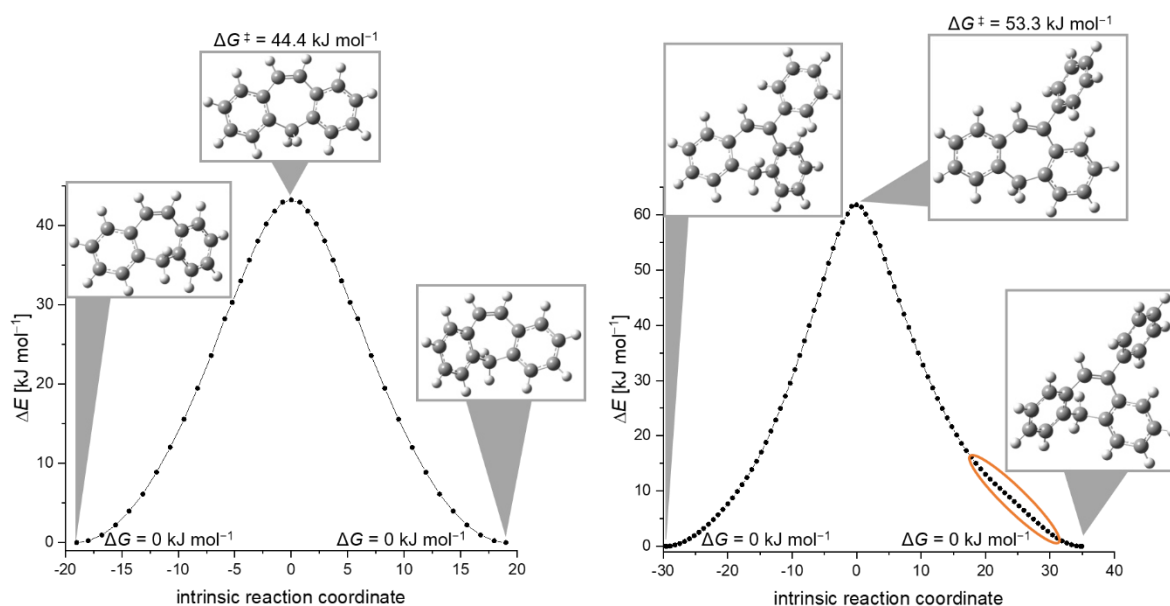 ΔG‡ = 44.4 kJ mol⁻¹
40
30
20
10
0
ΔE [kJ mol⁻¹]
ΔG = 0 kJ mol⁻¹
ΔG = 0 kJ mol⁻¹
-20
-15
-10
-5
0
5
10
15
20
intrinsic reaction coordinate
ΔG‡ = 53.3 kJ mol⁻¹
60
50
40
30
20
10
0
ΔE [kJ mol⁻¹]
ΔG = 0 kJ mol⁻¹
ΔG = 0 kJ mol⁻¹
-30
-20
-10
0
10
20
30
40
intrinsic reaction coordinate